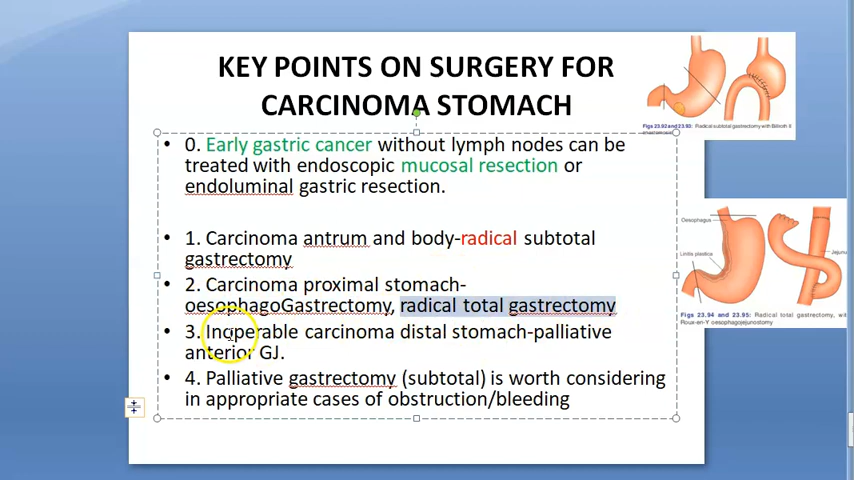 KEY POINTS ON SURGERY FOR
CARCINOMA STOMACH
• 0. Early gastric cancer without lymph nodes can be
treated with endoscopic mucosal resection or
endoluminal gastric resection.
• 1. Carcinoma antrum and body-radical subtotal
gastrectomy
• 2. Carcinoma proximal stomach-
oesophagoGastrectomy, radical total gastrectomy
• 3. Inoperable carcinoma distal stomach-palliative
anterior GJ.
• 4. Palliative gastrectomy (subtotal) is worth considering
in appropriate cases of obstruction/bleeding
Figs 23.92 and 23.93: Radical subtotal gastrectomy with Billroth II
Oesophagus
Linitis plastica
Jejunu
Figs 23.94 and 23.95: Radical total gastrectomy, wit
Roux-en-Y oesophagojejunostomy